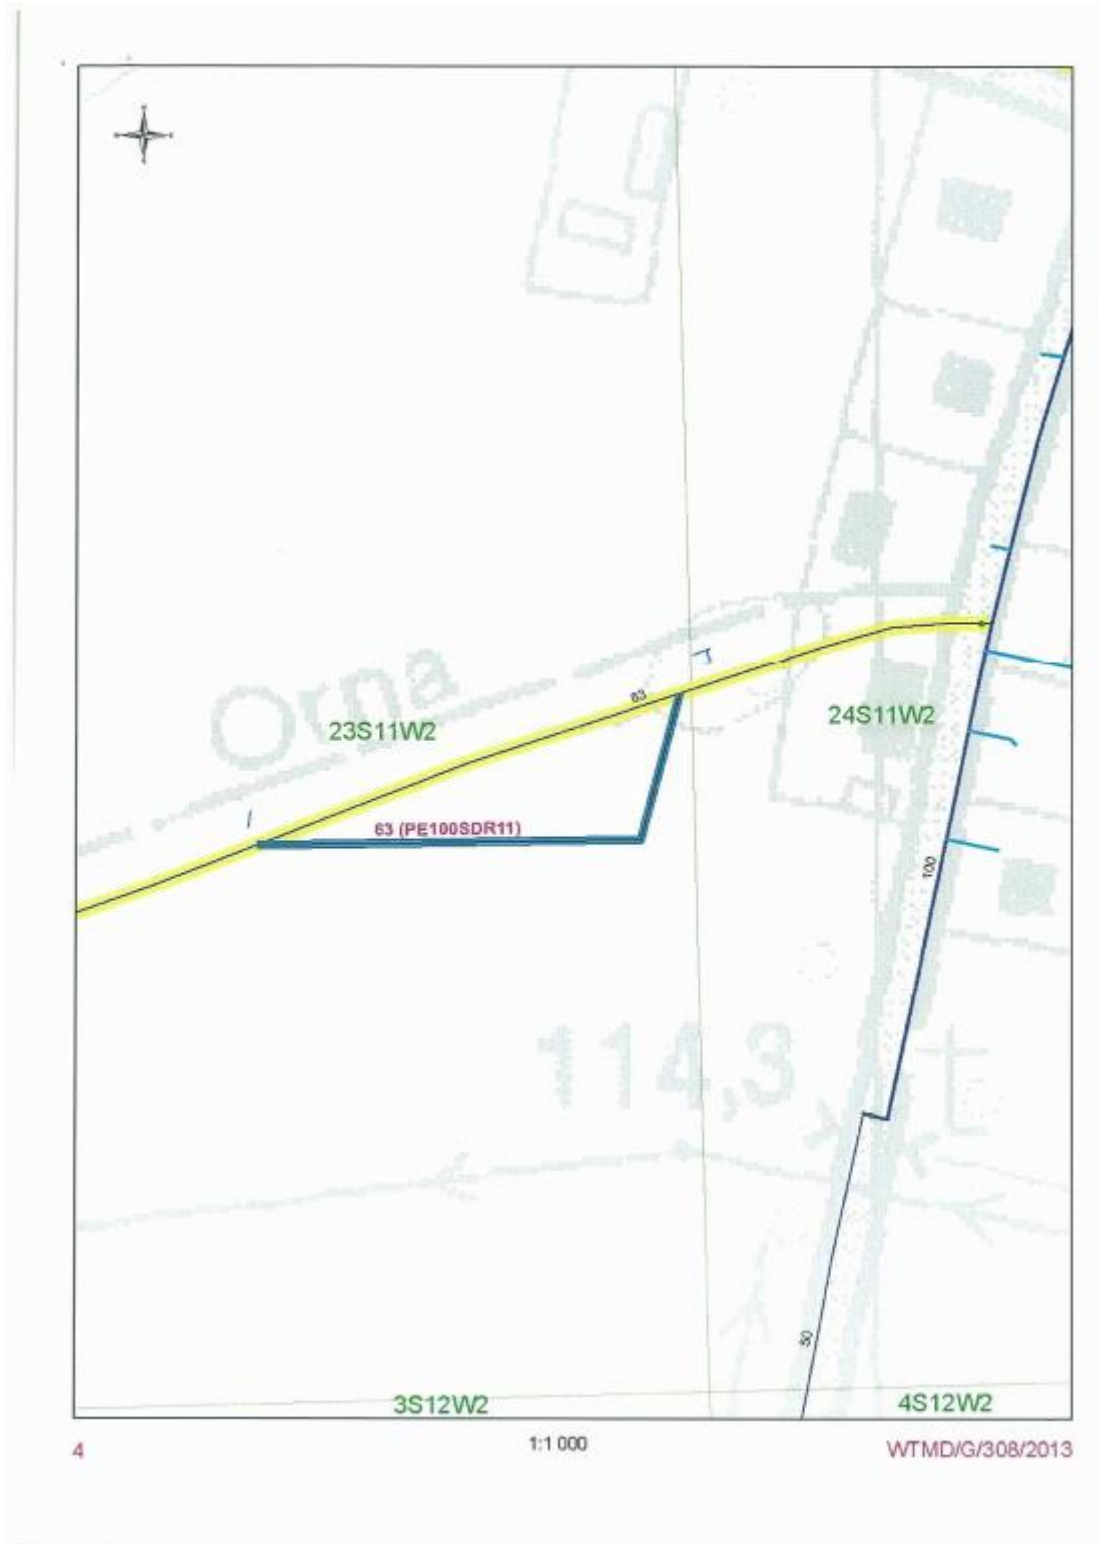 Orna
63
23S11W2
24S11W2
63 (PE100SDR11)
100
114,3
50
3S12W2
4S12W2
4
1:1 000
WTMD/G/308/2013